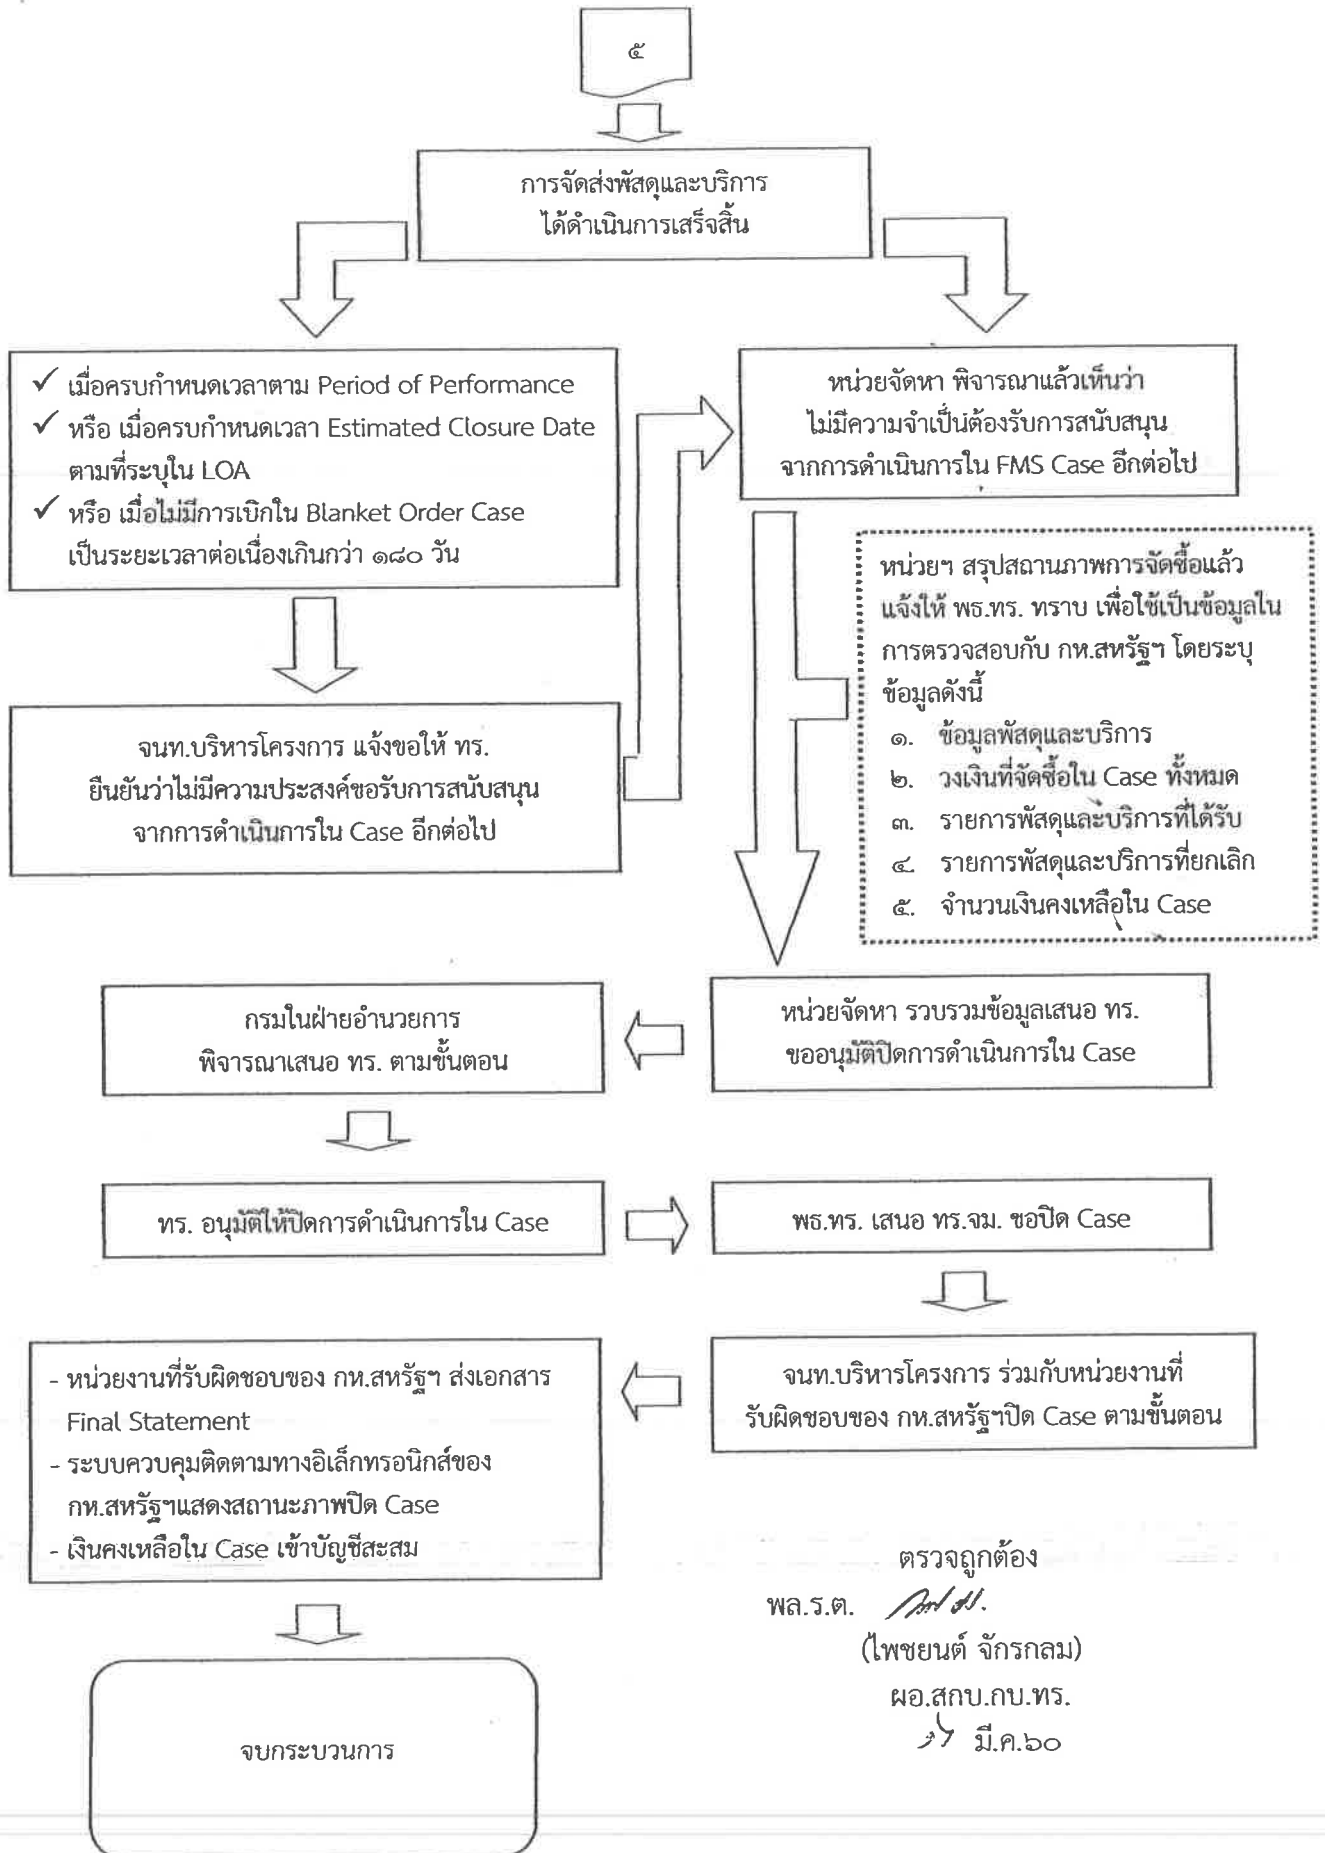 ๕
การจัดส่งพัสดุและบริการ
ได้ดำเนินการเสร็จสิ้น
✓ เมื่อครบกำหนดเวลาตาม Period of Performance
✓ หรือ เมื่อครบกำหนดเวลา Estimated Closure Date
ตามที่ระบุใน LOA
✓ หรือ เมื่อไม่มีการเบิกใน Blanket Order Case
เป็นระยะเวลาต่อเนื่องเกินกว่า ๑๘๐ วัน
หน่วยจัดหา พิจารณาแล้วเห็นว่า
ไม่มีความจำเป็นต้องรับการสนับสนุน
จากการดำเนินการใน FMS Case อีกต่อไป
หน่วยฯ สรุปสถานภาพการจัดซื้อแล้ว
แจ้งให้ พธ.ทร. ทราบ เพื่อใช้เป็นข้อมูลใน
การตรวจสอบกับ กห.สหรัฐฯ โดยระบุ
ข้อมูลดังนี้
๑. ข้อมูลพัสดุและบริการ
๒. วงเงินที่จัดซื้อใน Case ทั้งหมด
๓. รายการพัสดุและบริการที่ได้รับ
๔. รายการพัสดุและบริการที่ยกเลิก
๕. จำนวนเงินคงเหลือใน Case
จนท.บริหารโครงการ แจ้งขอให้ ทร.
ยืนยันว่าไม่มีความประสงค์ขอรับการสนับสนุน
จากการดำเนินการใน Case อีกต่อไป
หน่วยจัดหา รวบรวมข้อมูลเสนอ ทร.
ขออนุมัติปิดการดำเนินการใน Case
กรมในฝ่ายอำนวยการ
พิจารณาเสนอ ทร. ตามขั้นตอน
ทร. อนุมัติให้ปิดการดำเนินการใน Case
พธ.ทร. เสนอ ทร.จม. ขอปิด Case
จนท.บริหารโครงการ ร่วมกับหน่วยงานที่
รับผิดชอบของ กห.สหรัฐฯปิด Case ตามขั้นตอน
- หน่วยงานที่รับผิดชอบของ กห.สหรัฐฯ ส่งเอกสาร
Final Statement
- ระบบควบคุมติดตามทางอิเล็กทรอนิกส์ของ
กห.สหรัฐฯแสดงสถานะภาพปิด Case
- เงินคงเหลือใน Case เข้าบัญชีสะสม
จบกระบวนการ
ตรวจถูกต้อง
พล.ร.ต.
(ไพชยนต์ จักรกลม)
ผอ.สกบ.กบ.ทร.
มี.ค.๖๐